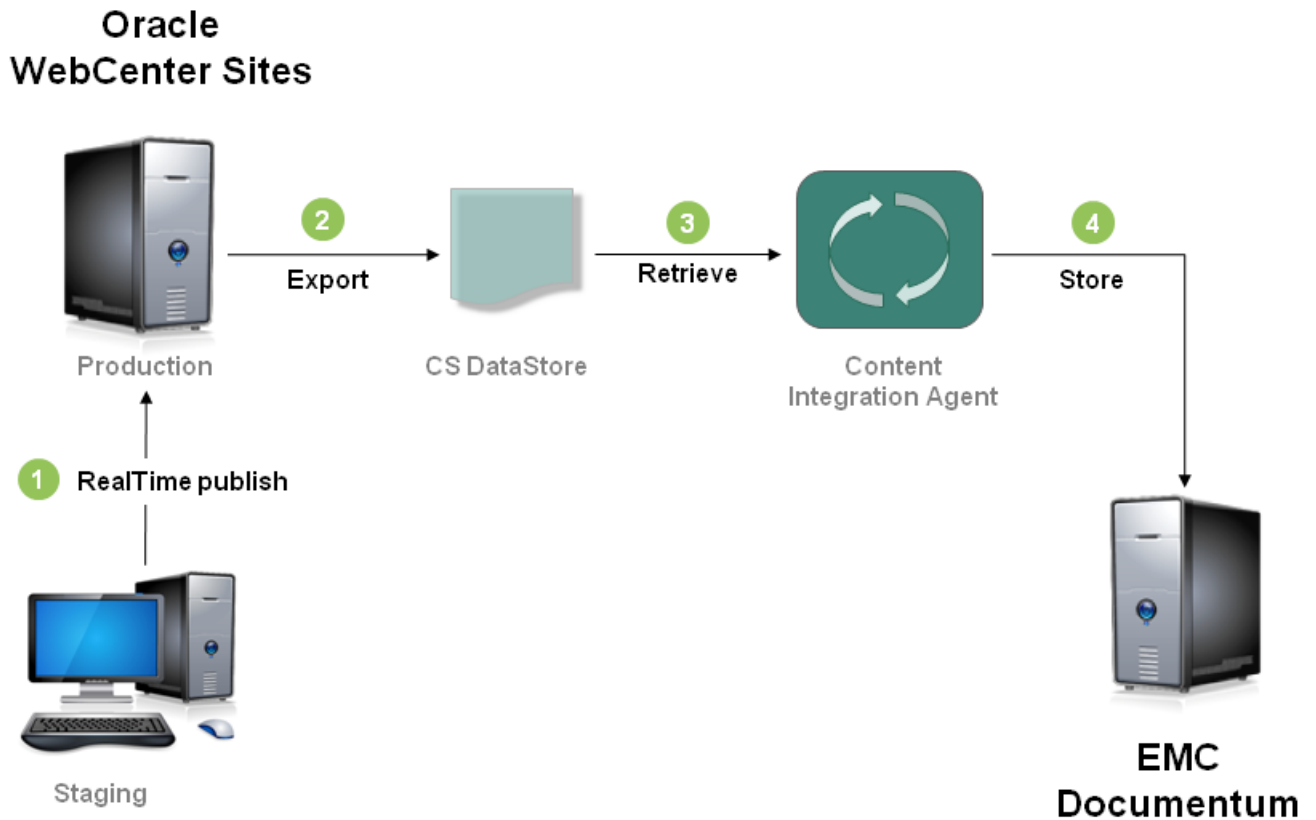 Oracle
WebCenter Sites
2
Export
3
Retrieve
4
Store
Production
CS DataStore
Content
Integration Agent
1
RealTime publish
Staging
EMC
Documentum